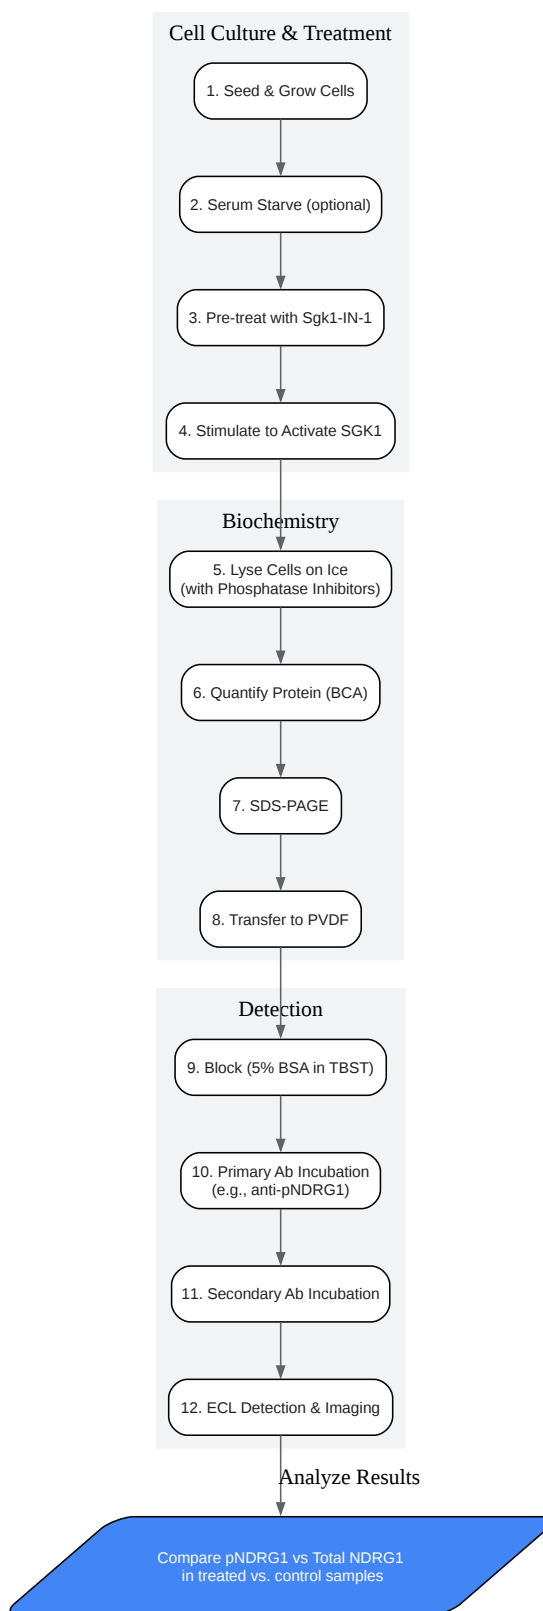 Cell Culture & Treatment
1. Seed & Grow Cells
2. Serum Starve (optional)
3. Pre-treat with Sgk1-IN-1
4. Stimulate to Activate SGK1
Biochemistry
5. Lyse Cells on Ice
(with Phosphatase Inhibitors)
6. Quantify Protein (BCA)
7. SDS-PAGE
8. Transfer to PVDF
Detection
9. Block (5% BSA in TBST)
10. Primary Ab Incubation
(e.g., anti-pNDRG1)
11. Secondary Ab Incubation
12. ECL Detection & Imaging
Analyze Results
Compare pNDRG1 vs Total NDRG1
in treated vs. control samples